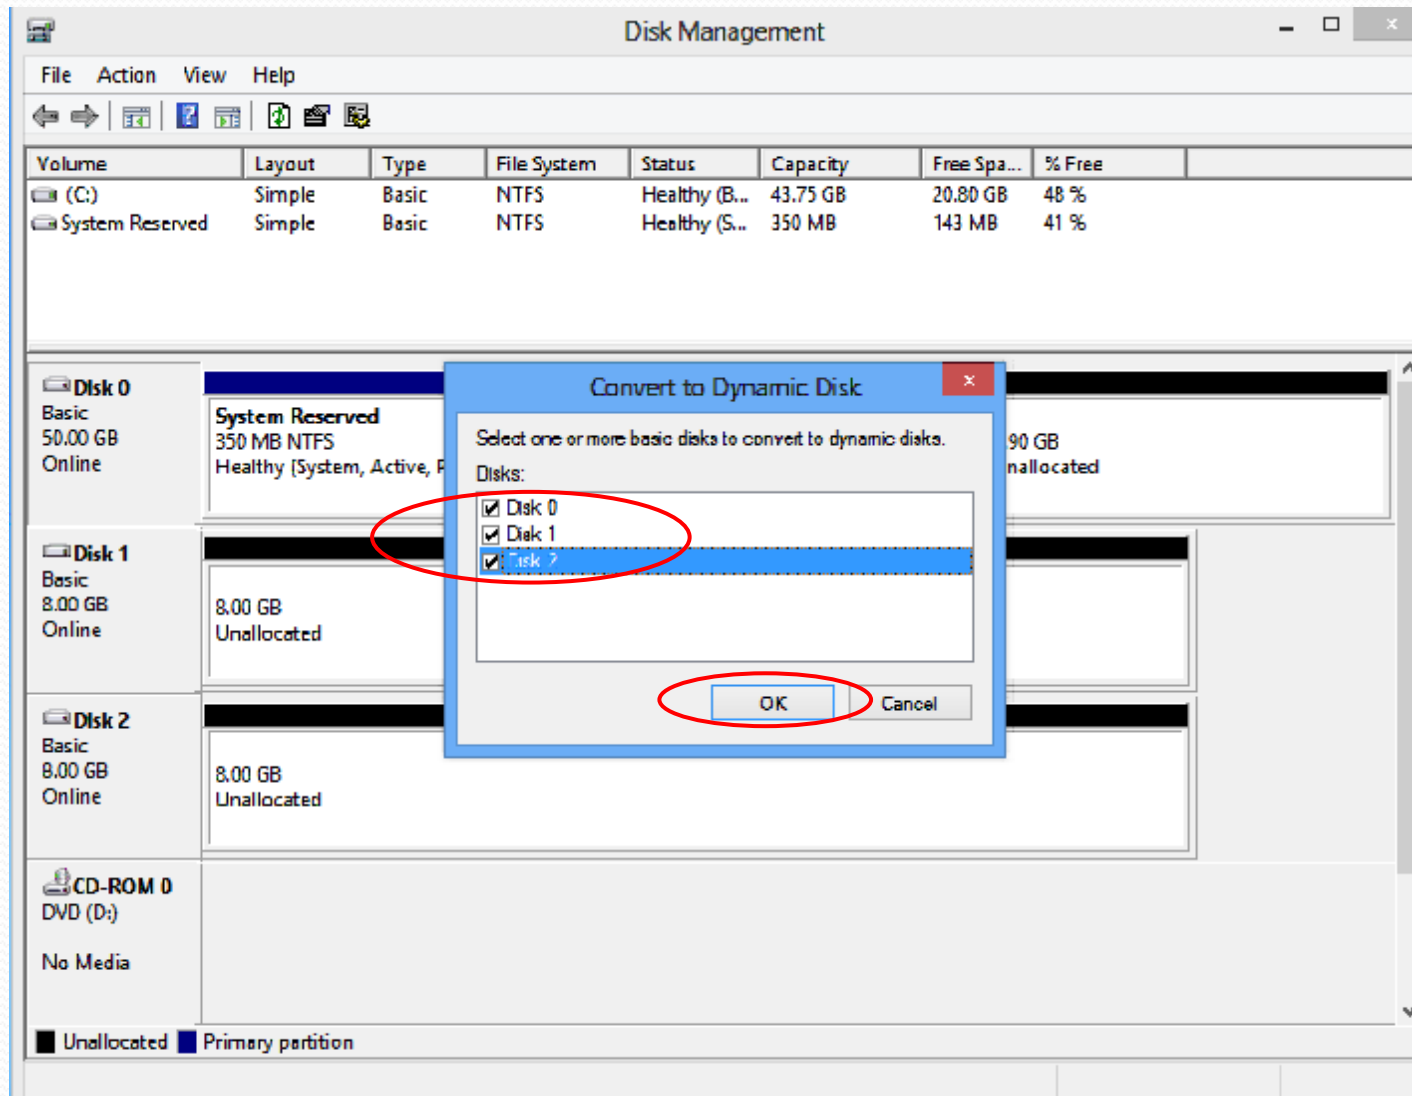 Disk Management
File Action View Help
Volume Layout Type File System Status Capacity Free Spa... % Free
(C:) Simple Basic NTFS Healthy (B... 43.75 GB 20.80 GB 48 %
System Reserved Simple Basic NTFS Healthy (S... 350 MB 143 MB 41 %
Disk 0
Basic
50.00 GB
Online
System Reserved
350 MB NTFS
Healthy (System, Active, P
.90 GB
nallocated
Convert to Dynamic Disk
Select one or more basic disks to convert to dynamic disks.
Disks:
Disk 0
Disk 1
Disk 2
OK Cancel
Disk 1
Basic
8.00 GB
Online
8.00 GB
Unallocated
Disk 2
Basic
8.00 GB
Online
8.00 GB
Unallocated
CD-ROM 0
DVD (D:)
No Media
Unallocated Primary partition